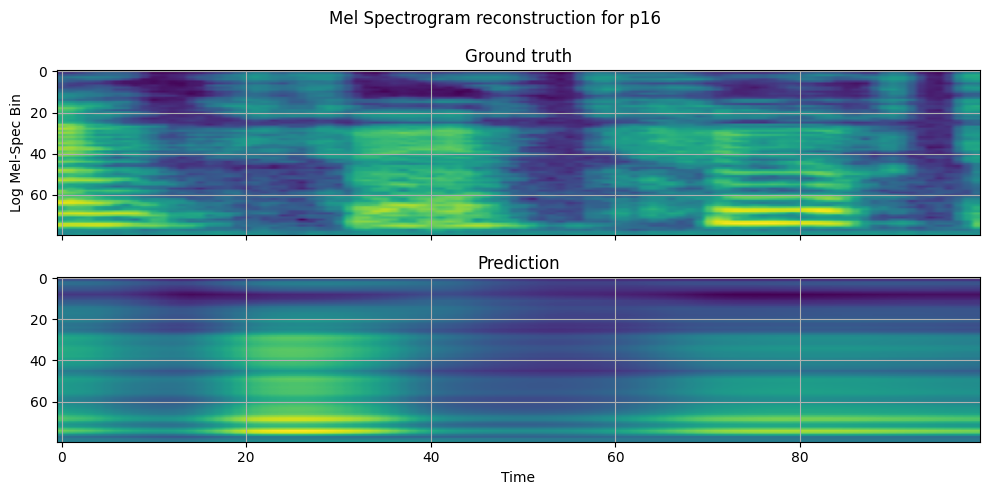 Mel Spectrogram reconstruction for p16
Ground truth
0
20
40
60
Log Mel-Spec Bin
Prediction
0
20
40
60
0 20 40 60 80
Time